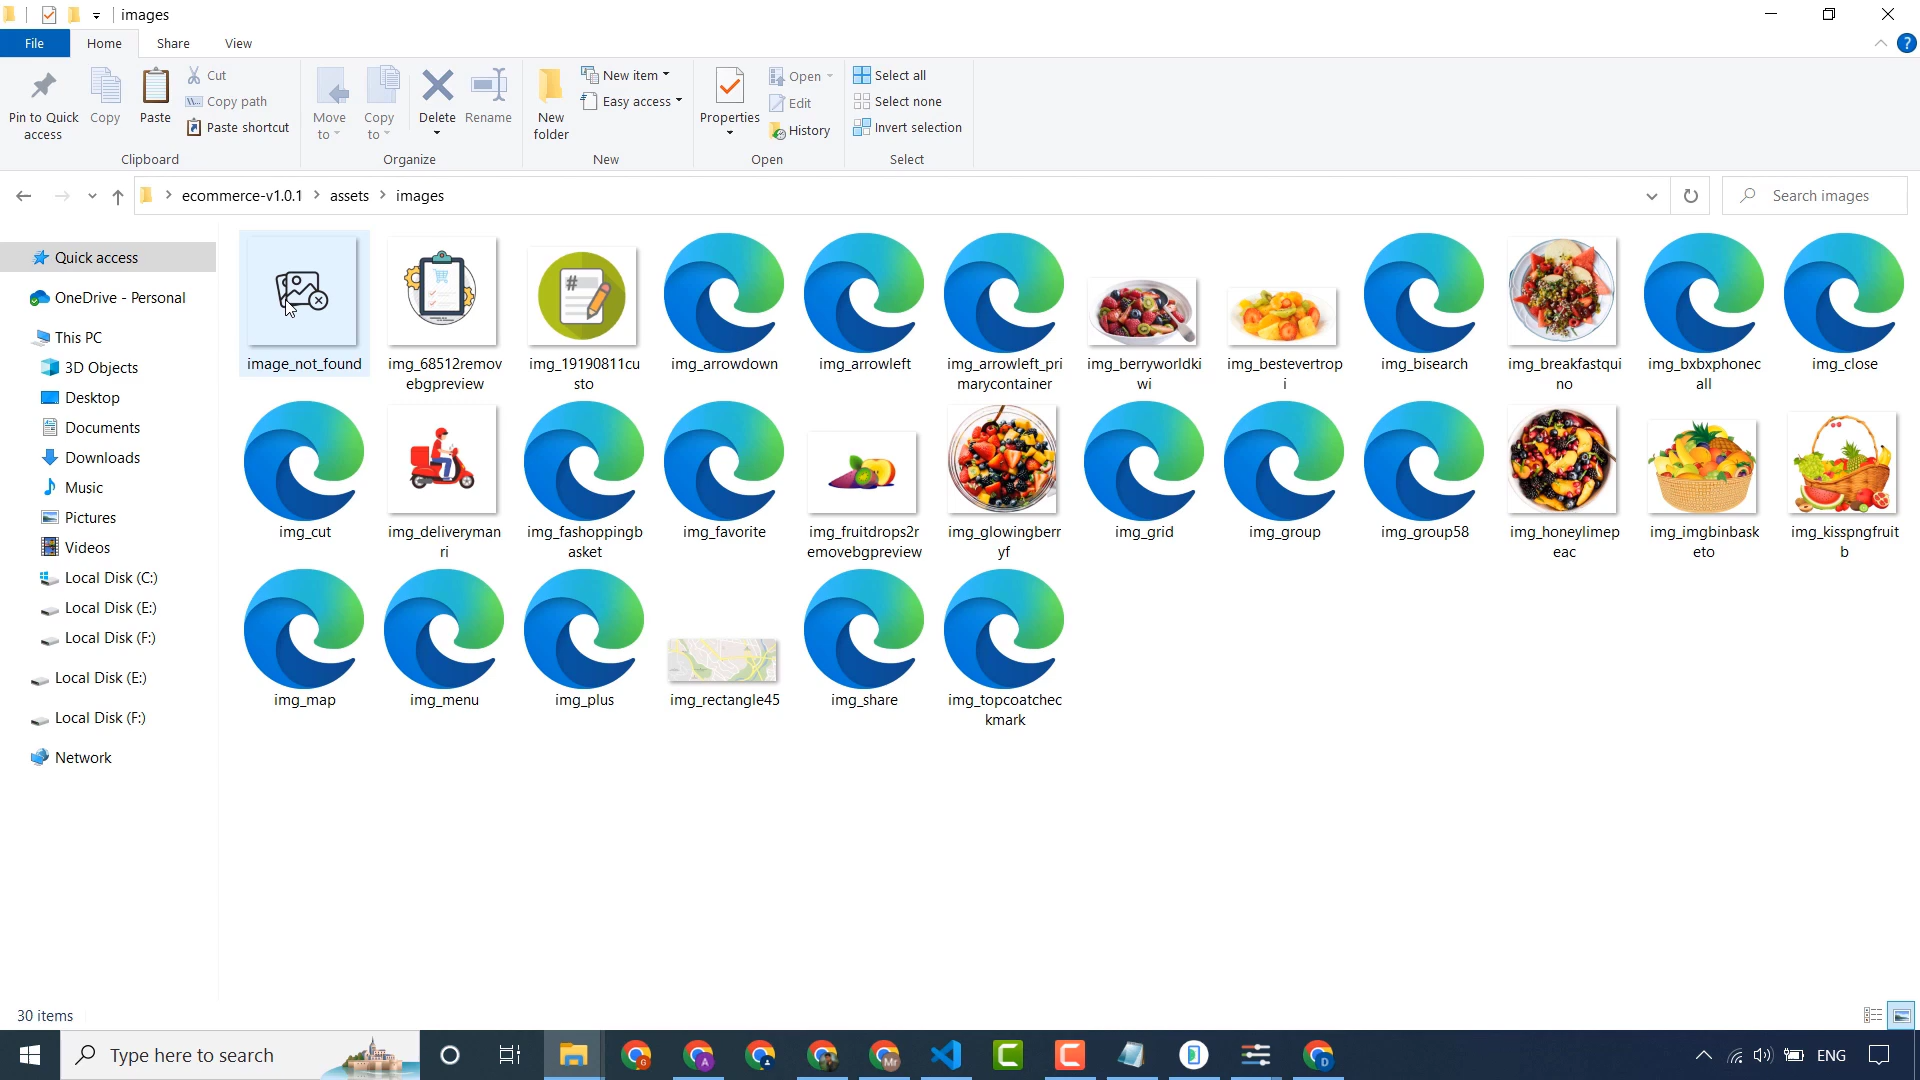 images
File
Home
Share
View
Pin to Quick
access
Copy
Paste
Cut
Copy path
Paste shortcut
Clipboard
Move
to
Copy
to
Delete
Rename
Organize
New
folder
New item
Easy access
New
Properties
Open
Edit
History
Open
Select all
Select none
Invert selection
Select
ecommerce-v1.0.1
assets
images
Search images
Quick access
OneDrive - Personal
This PC
3D Objects
Desktop
Documents
Downloads
Music
Pictures
Videos
Local Disk (C:)
Local Disk (E:)
Local Disk (F:)
Local Disk (E:)
Local Disk (F:)
Network
image_not_found
img_68512remov
ebgpreview
img_19190811cu
sto
img_arrowdown
img_arrowleft
img_arrowleft_pri
marycontainer
img_berryworldki
wi
img_bestevertrop
i
img_bisearch
img_breakfastqui
no
img_bxbxphonec
all
img_close
img_cut
img_deliveryman
ri
img_fashoppingb
asket
img_favorite
img_fruitdrops2r
emovebgpreview
img_glowingberr
yf
img_grid
img_group
img_group58
img_honeylimep
eac
img_imgbinbask
eto
img_kisspngfruit
b
img_map
img_menu
img_plus
img_rectangle45
img_share
img_topcoatchec
kmark
30 items
Type here to search
ENG